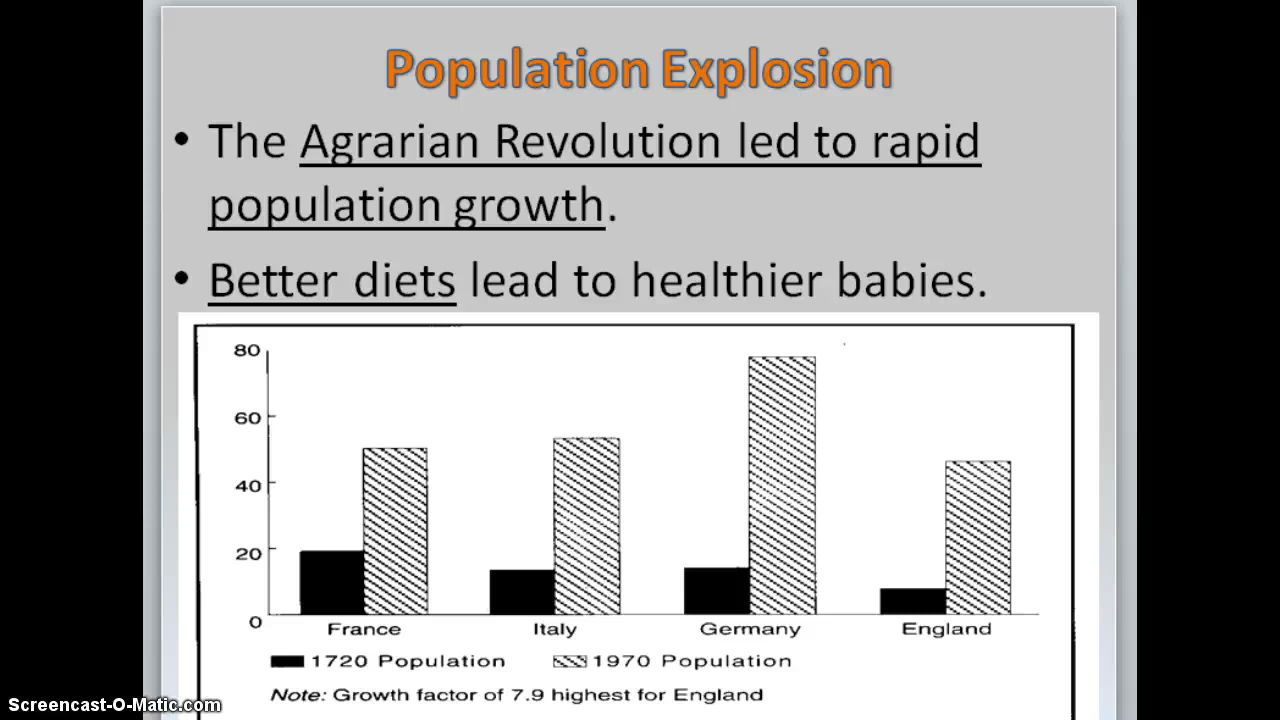 Population Explosion
• The Agrarian Revolution led to rapid
population growth.
• Better diets lead to healthier babies.
80
60
40
20
0
France Italy Germany England
1720 Population 1970 Population
Note: Growth factor of 7.9 highest for England
Screencast-O-Matic.com